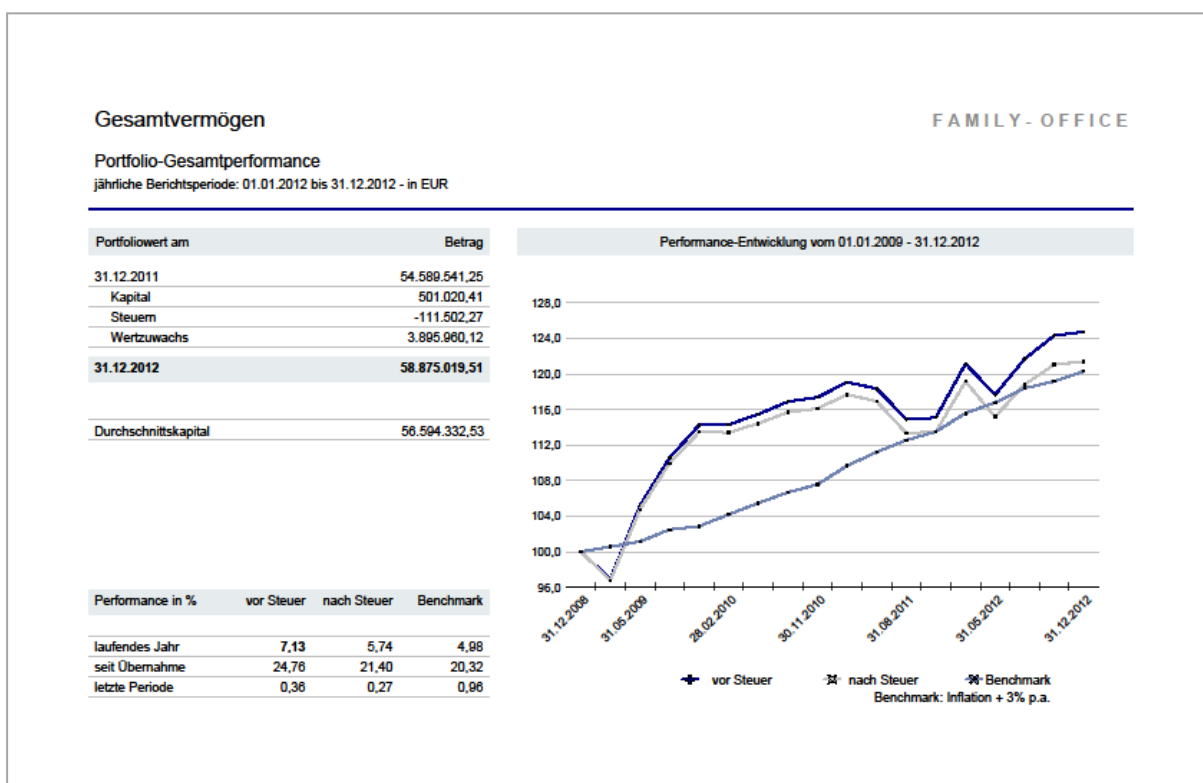 Gesamtvermögen
FAMILY-OFFICE
Portfolio-Gesamtperformance
jährliche Berichtsperiode: 01.01.2012 bis 31.12.2012 - in EUR
Portfoliowert am Betrag
31.12.2011 54.589.541,25
Kapital 501.020,41
Steuern -111.502,27
Wertzuwachs 3.895.960,12
31.12.2012 58.875.019,51
Durchschnittskapital 56.594.332,53
Performance in % vor Steuer nach Steuer Benchmark
laufendes Jahr 7,13 5,74 4,98
seit Übernahme 24,76 21,40 20,32
letzte Periode 0,36 0,27 0,96
Performance-Entwicklung vom 01.01.2009 - 31.12.2012
128,0
124,0
120,0
116,0
112,0
108,0
104,0
100,0
96,0
31.12.2008 31.05.2009 28.02.2010 30.11.2010 31.08.2011 31.05.2012 31.12.2012
vor Steuer nach Steuer Benchmark
Benchmark: Inflation + 3% p.a.